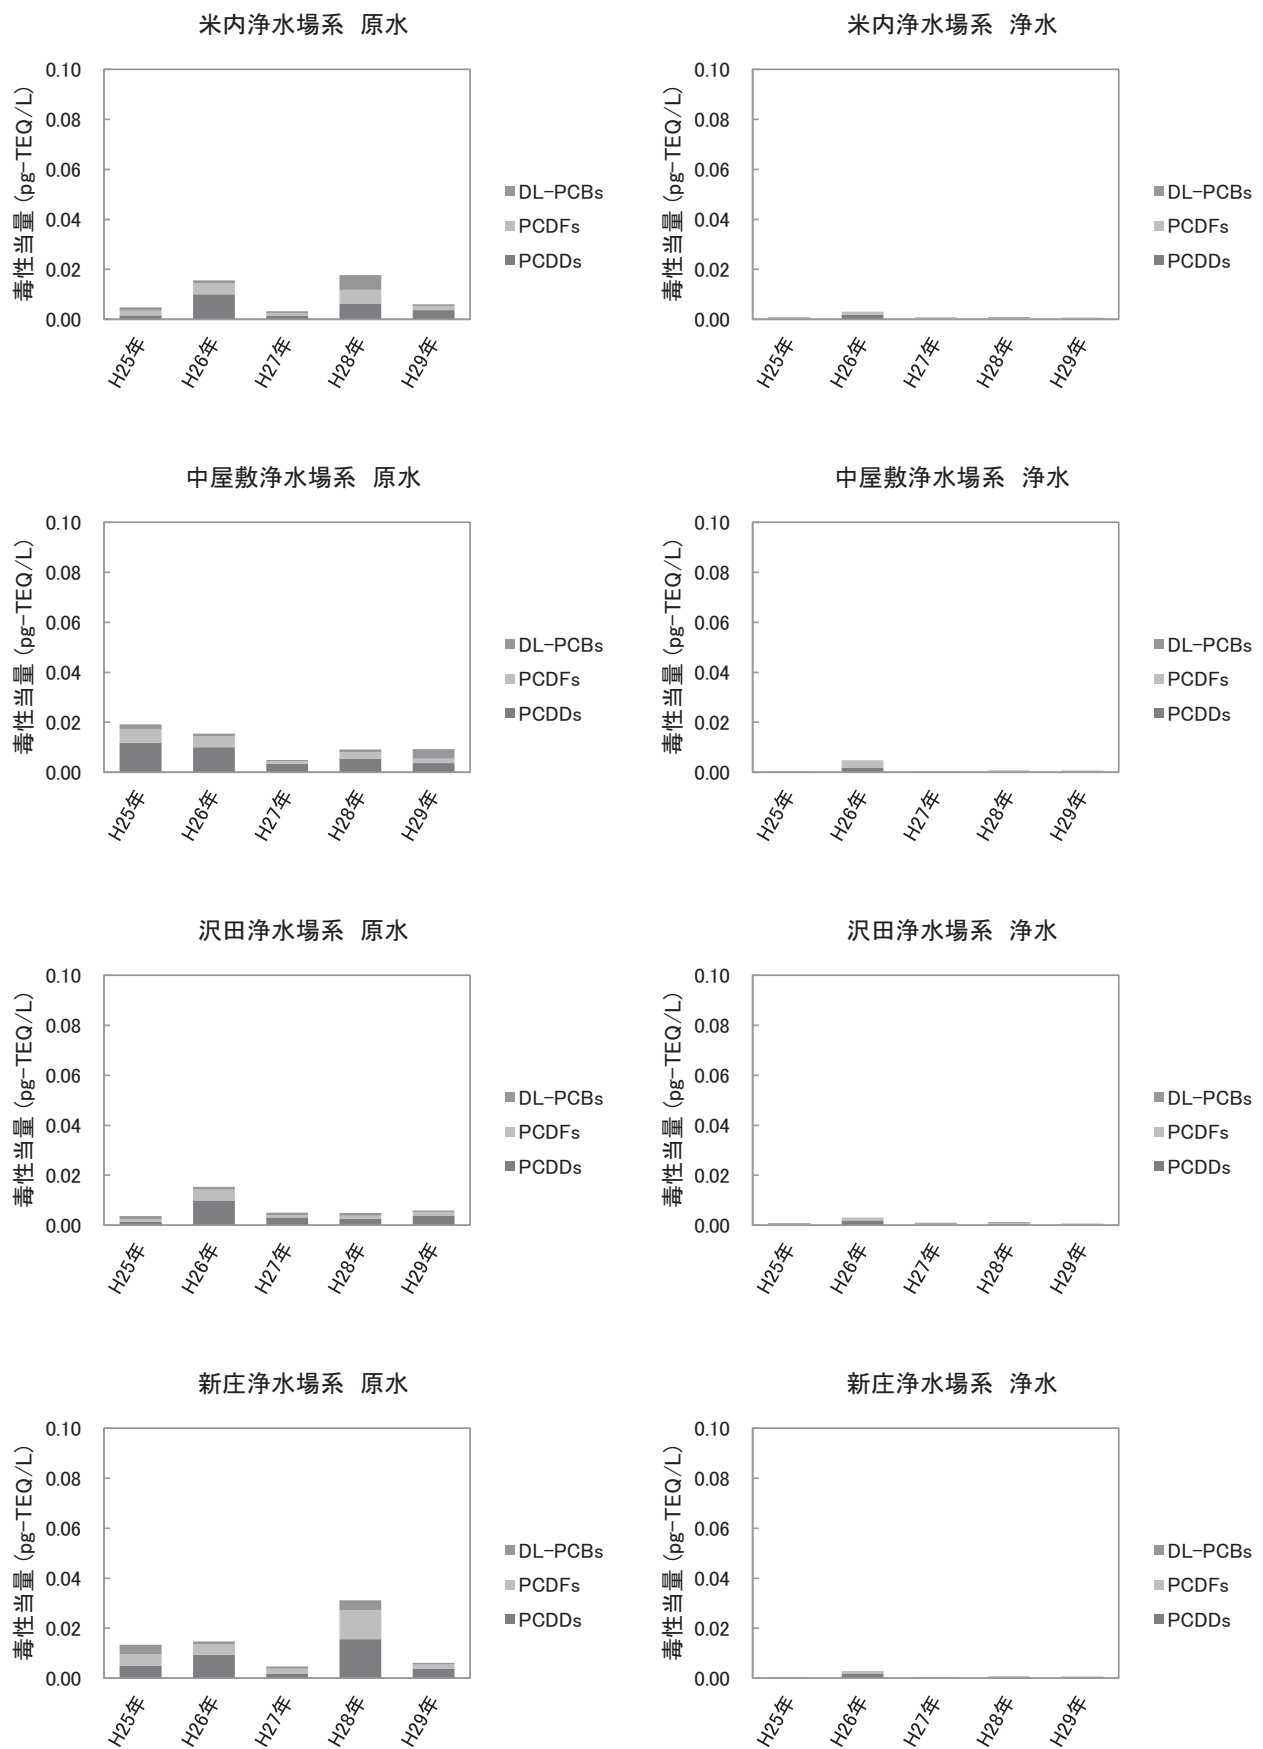 米内浄水場系 原水
毒性当量 (pg-TEQ/L)
0.10
0.08
0.06
0.04
0.02
0.00
H25年
H26年
H27年
H28年
H29年
DL-PCBs
PCDFs
PCDDs
米内浄水場系 浄水
毒性当量 (pg-TEQ/L)
0.10
0.08
0.06
0.04
0.02
0.00
H25年
H26年
H27年
H28年
H29年
DL-PCBs
PCDFs
PCDDs
中屋敷浄水場系 原水
毒性当量 (pg-TEQ/L)
0.10
0.08
0.06
0.04
0.02
0.00
H25年
H26年
H27年
H28年
H29年
DL-PCBs
PCDFs
PCDDs
中屋敷浄水場系 浄水
毒性当量 (pg-TEQ/L)
0.10
0.08
0.06
0.04
0.02
0.00
H25年
H26年
H27年
H28年
H29年
DL-PCBs
PCDFs
PCDDs
沢田浄水場系 原水
毒性当量 (pg-TEQ/L)
0.10
0.08
0.06
0.04
0.02
0.00
H25年
H26年
H27年
H28年
H29年
DL-PCBs
PCDFs
PCDDs
沢田浄水場系 浄水
毒性当量 (pg-TEQ/L)
0.10
0.08
0.06
0.04
0.02
0.00
H25年
H26年
H27年
H28年
H29年
DL-PCBs
PCDFs
PCDDs
新庄浄水場系 原水
毒性当量 (pg-TEQ/L)
0.10
0.08
0.06
0.04
0.02
0.00
H25年
H26年
H27年
H28年
H29年
DL-PCBs
PCDFs
PCDDs
新庄浄水場系 浄水
毒性当量 (pg-TEQ/L)
0.10
0.08
0.06
0.04
0.02
0.00
H25年
H26年
H27年
H28年
H29年
DL-PCBs
PCDFs
PCDDs